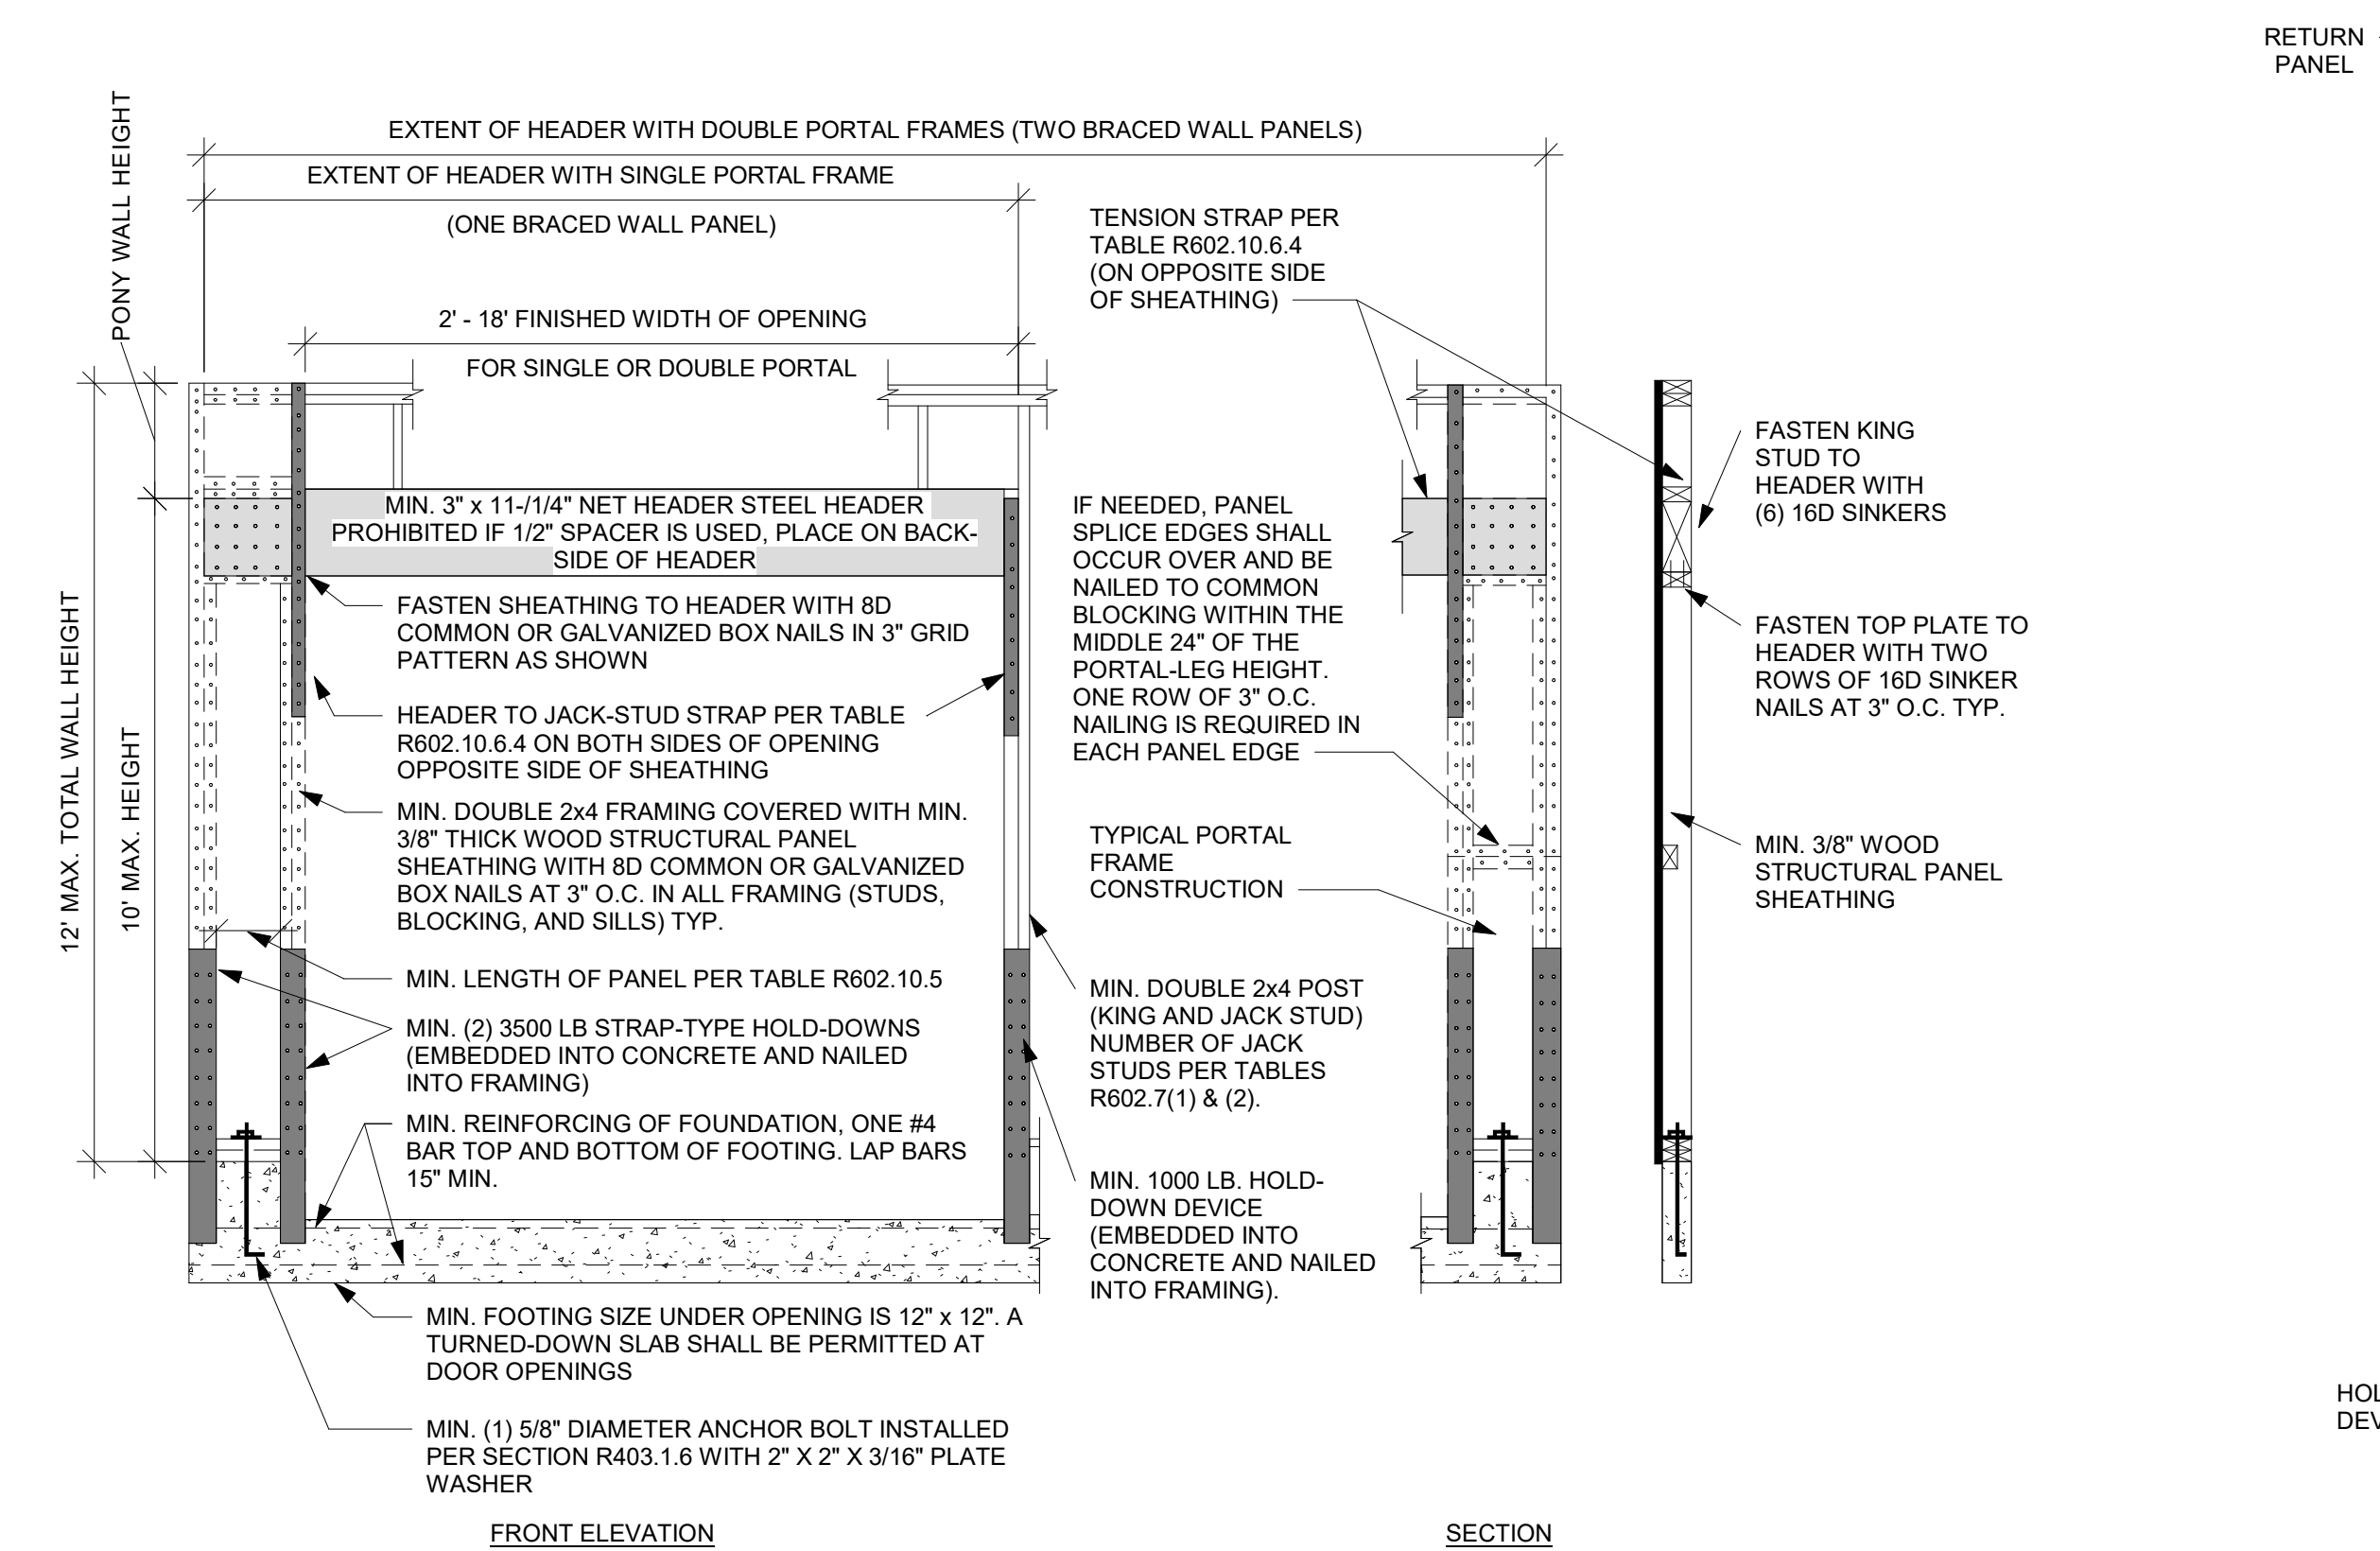 RETURN
PANEL
PONY WALL HEIGHT
EXTENT OF HEADER WITH DOUBLE PORTAL FRAMES (TWO BRACED WALL PANELS)
EXTENT OF HEADER WITH SINGLE PORTAL FRAME
(ONE BRACED WALL PANEL)
2' - 18' FINISHED WIDTH OF OPENING
FOR SINGLE OR DOUBLE PORTAL
TENSION STRAP PER
TABLE R602.10.6.4
(ON OPPOSITE SIDE
OF SHEATHING)
12' MAX. TOTAL WALL HEIGHT
10' MAX. HEIGHT
MIN. 3" x 11-/1/4" NET HEADER STEEL HEADER
PROHIBITED IF 1/2" SPACER IS USED, PLACE ON BACK-
SIDE OF HEADER
FASTEN SHEATHING TO HEADER WITH 8D
COMMON OR GALVANIZED BOX NAILS IN 3" GRID
PATTERN AS SHOWN
HEADER TO JACK-STUD STRAP PER TABLE
R602.10.6.4 ON BOTH SIDES OF OPENING
OPPOSITE SIDE OF SHEATHING
MIN. DOUBLE 2x4 FRAMING COVERED WITH MIN.
3/8" THICK WOOD STRUCTURAL PANEL
SHEATHING WITH 8D COMMON OR GALVANIZED
BOX NAILS AT 3" O.C. IN ALL FRAMING (STUDS,
BLOCKING, AND SILLS) TYP.
MIN. LENGTH OF PANEL PER TABLE R602.10.5
MIN. (2) 3500 LB STRAP-TYPE HOLD-DOWNS
(EMBEDDED INTO CONCRETE AND NAILED
INTO FRAMING)
MIN. REINFORCING OF FOUNDATION, ONE #4
BAR TOP AND BOTTOM OF FOOTING. LAP BARS
15" MIN.
MIN. FOOTING SIZE UNDER OPENING IS 12" x 12". A
TURNED-DOWN SLAB SHALL BE PERMITTED AT
DOOR OPENINGS
MIN. (1) 5/8" DIAMETER ANCHOR BOLT INSTALLED
PER SECTION R403.1.6 WITH 2" X 2" X 3/16" PLATE
WASHER
IF NEEDED, PANEL
SPLICE EDGES SHALL
OCCUR OVER AND BE
NAILED TO COMMON
BLOCKING WITHIN THE
MIDDLE 24" OF THE
PORTAL-LEG HEIGHT.
ONE ROW OF 3" O.C.
NAILING IS REQUIRED IN
EACH PANEL EDGE
TYPICAL PORTAL
FRAME
CONSTRUCTION
MIN. DOUBLE 2x4 POST
(KING AND JACK STUD)
NUMBER OF JACK
STUDS PER TABLES
R602.7(1) & (2).
MIN. 1000 LB. HOLD-
DOWN DEVICE
(EMBEDDED INTO
CONCRETE AND NAILED
INTO FRAMING).
FASTEN KING
STUD TO
HEADER WITH
(6) 16D SINKERS
FASTEN TOP PLATE TO
HEADER WITH TWO
ROWS OF 16D SINKER
NAILS AT 3" O.C. TYP.
MIN. 3/8" WOOD
STRUCTURAL PANEL
SHEATHING
FRONT ELEVATION
SECTION